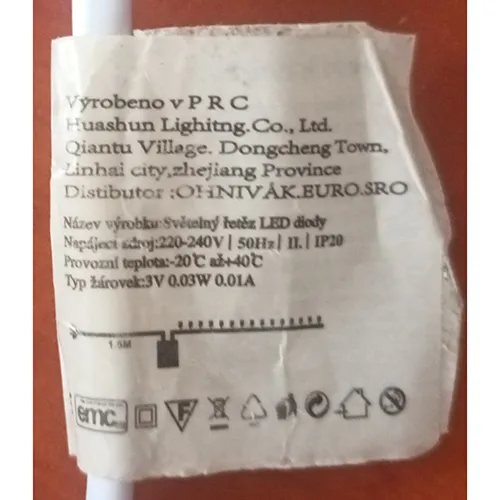 Vyrobeno v P R C
Huashun Lighitng.Co., Ltd.
Qiantu Village. Dongcheng Town,
Linhai city,zhejiang Province
Distibutor :OHNIVÁK.EURO.SRO
Název výrobku:Světelný řetěz LED diody
Napájecí zdroj:220-240V | 50Hz | II. | IP20
Provozní teplota:-20℃ až+40℃
Typ žárovek:3V 0.03W 0.01A
1.5M
emc
F